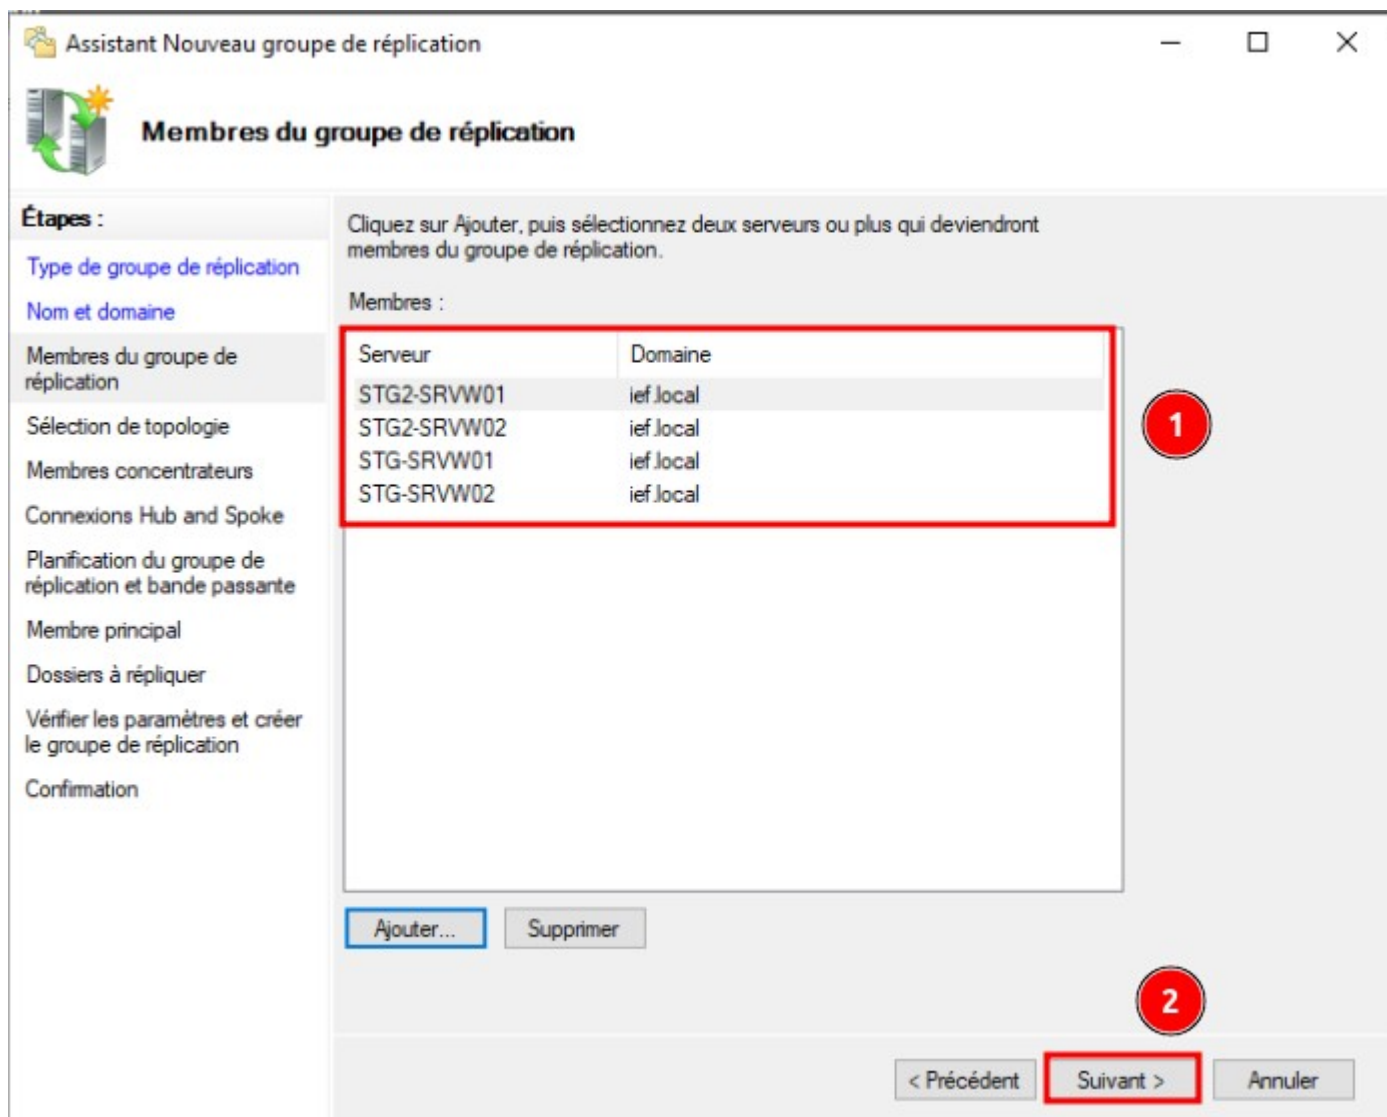 Assistant Nouveau groupe de réplication
Membres du groupe de réplication
Étapes :
Type de groupe de réplication
Nom et domaine
Membres du groupe de
réplication
Sélection de topologie
Membres concentrateurs
Connexions Hub and Spoke
Planification du groupe de
réplication et bande passante
Membre principal
Dossiers à répliquer
Vérifier les paramètres et créer
le groupe de réplication
Confirmation
Cliquez sur Ajouter, puis sélectionnez deux serveurs ou plus qui deviendront
membres du groupe de réplication.
Membres :
Serveur Domaine
STG2-SRVW01 ief.local
STG2-SRVW02 ief.local
STG-SRVW01 ief.local
STG-SRVW02 ief.local
1
Ajouter... Supprimer
2
< Précédent Suivant > Annuler